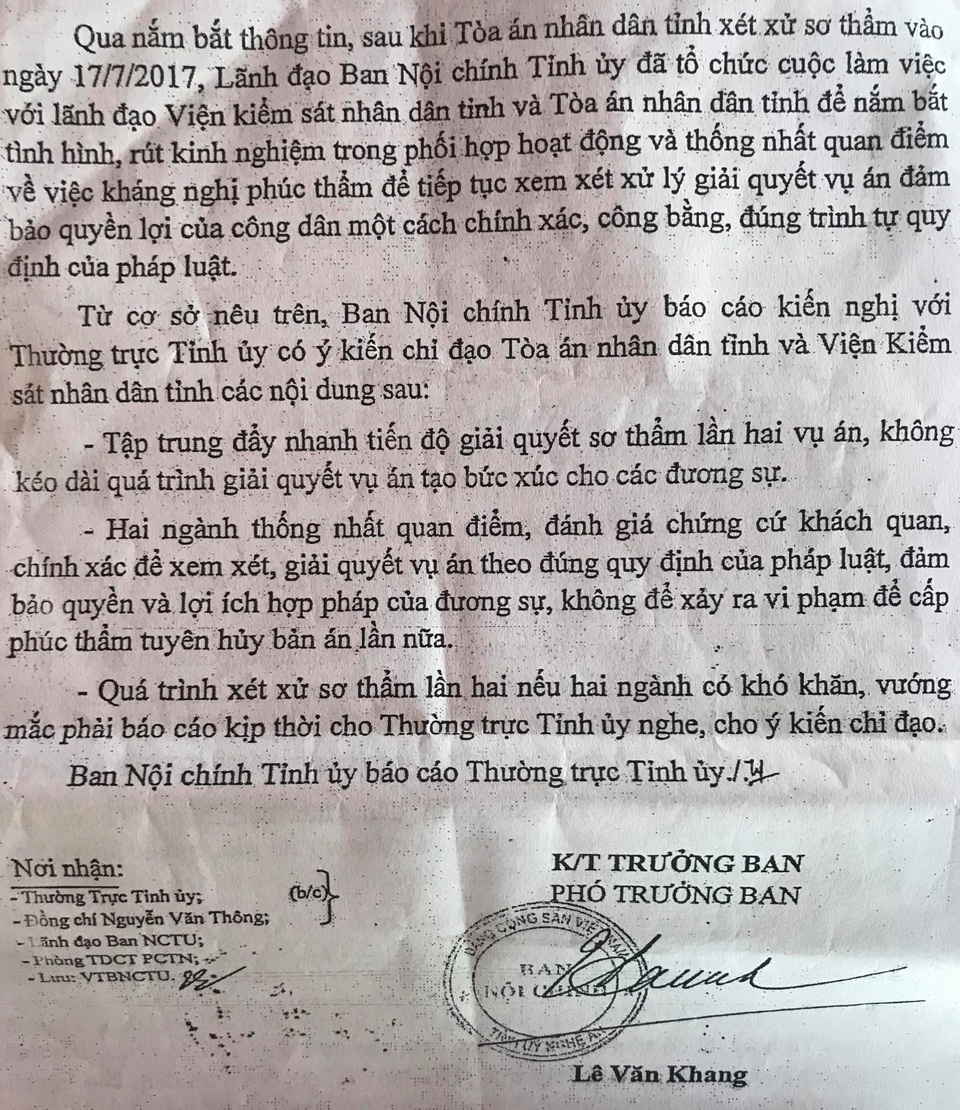 Qua nắm bắt thông tin, sau khi Tòa án nhân dân tỉnh xét xử sơ thẩm vào
ngày 17/7/2017, Lãnh đạo Ban Nội chính Tỉnh ủy đã tổ chức cuộc làm việc
với lãnh đạo Viện kiểm sát nhân dân tỉnh và Tòa án nhân dân tỉnh để nắm bắt
tình hình, rút kinh nghiệm trong phối hợp hoạt động và thống nhất quan điểm
về việc kháng nghị phúc thẩm để tiếp tục xem xét xử lý giải quyết vụ án đảm
bảo quyền lợi của công dân một cách chính xác, công bằng, đúng trình tự quy
định của pháp luật.
Từ cơ sở nêu trên, Ban Nội chính Tỉnh ủy báo cáo kiến nghị với
Thường trực Tỉnh ủy có ý kiến chỉ đạo Tòa án nhân dân tỉnh và Viện Kiểm
sát nhân dân tỉnh các nội dung sau:
- Tập trung đẩy nhanh tiến độ giải quyết sơ thẩm lần hai vụ án, không
kéo dài quá trình giải quyết vụ án tạo bức xúc cho các đương sự.
- Hai ngành thống nhất quan điểm, đánh giá chứng cứ khách quan,
chính xác để xem xét, giải quyết vụ án theo đúng quy định của pháp luật, đảm
bảo quyền và lợi ích hợp pháp của đương sự, không để xảy ra vi phạm để cấp
phúc thẩm tuyên hủy bản án lần nữa.
- Quá trình xét xử sơ thẩm lần hai nếu hai ngành có khó khăn, vướng
mắc phải báo cáo kịp thời cho Thường trực Tỉnh ủy nghe, cho ý kiến chỉ đạo.
Ban Nội chính Tỉnh ủy báo cáo Thường trực Tỉnh ủy./.
Nơi nhận:
- Thường Trực Tỉnh ủy;
(b/c)
- Đồng chí Nguyễn Văn Thông;
- Lãnh đạo Ban NCTU;
- Phòng TDCT PCTN;
- Lưu: VTBNCTU.
K/T TRƯỞNG BAN
PHÓ TRƯỞNG BAN
ĐẢNG CỘNG SẢN VIỆT NAM
BAN
NỘI CHÍNH
TỈNH ỦY NGHỆ AN
Lê Văn Khang